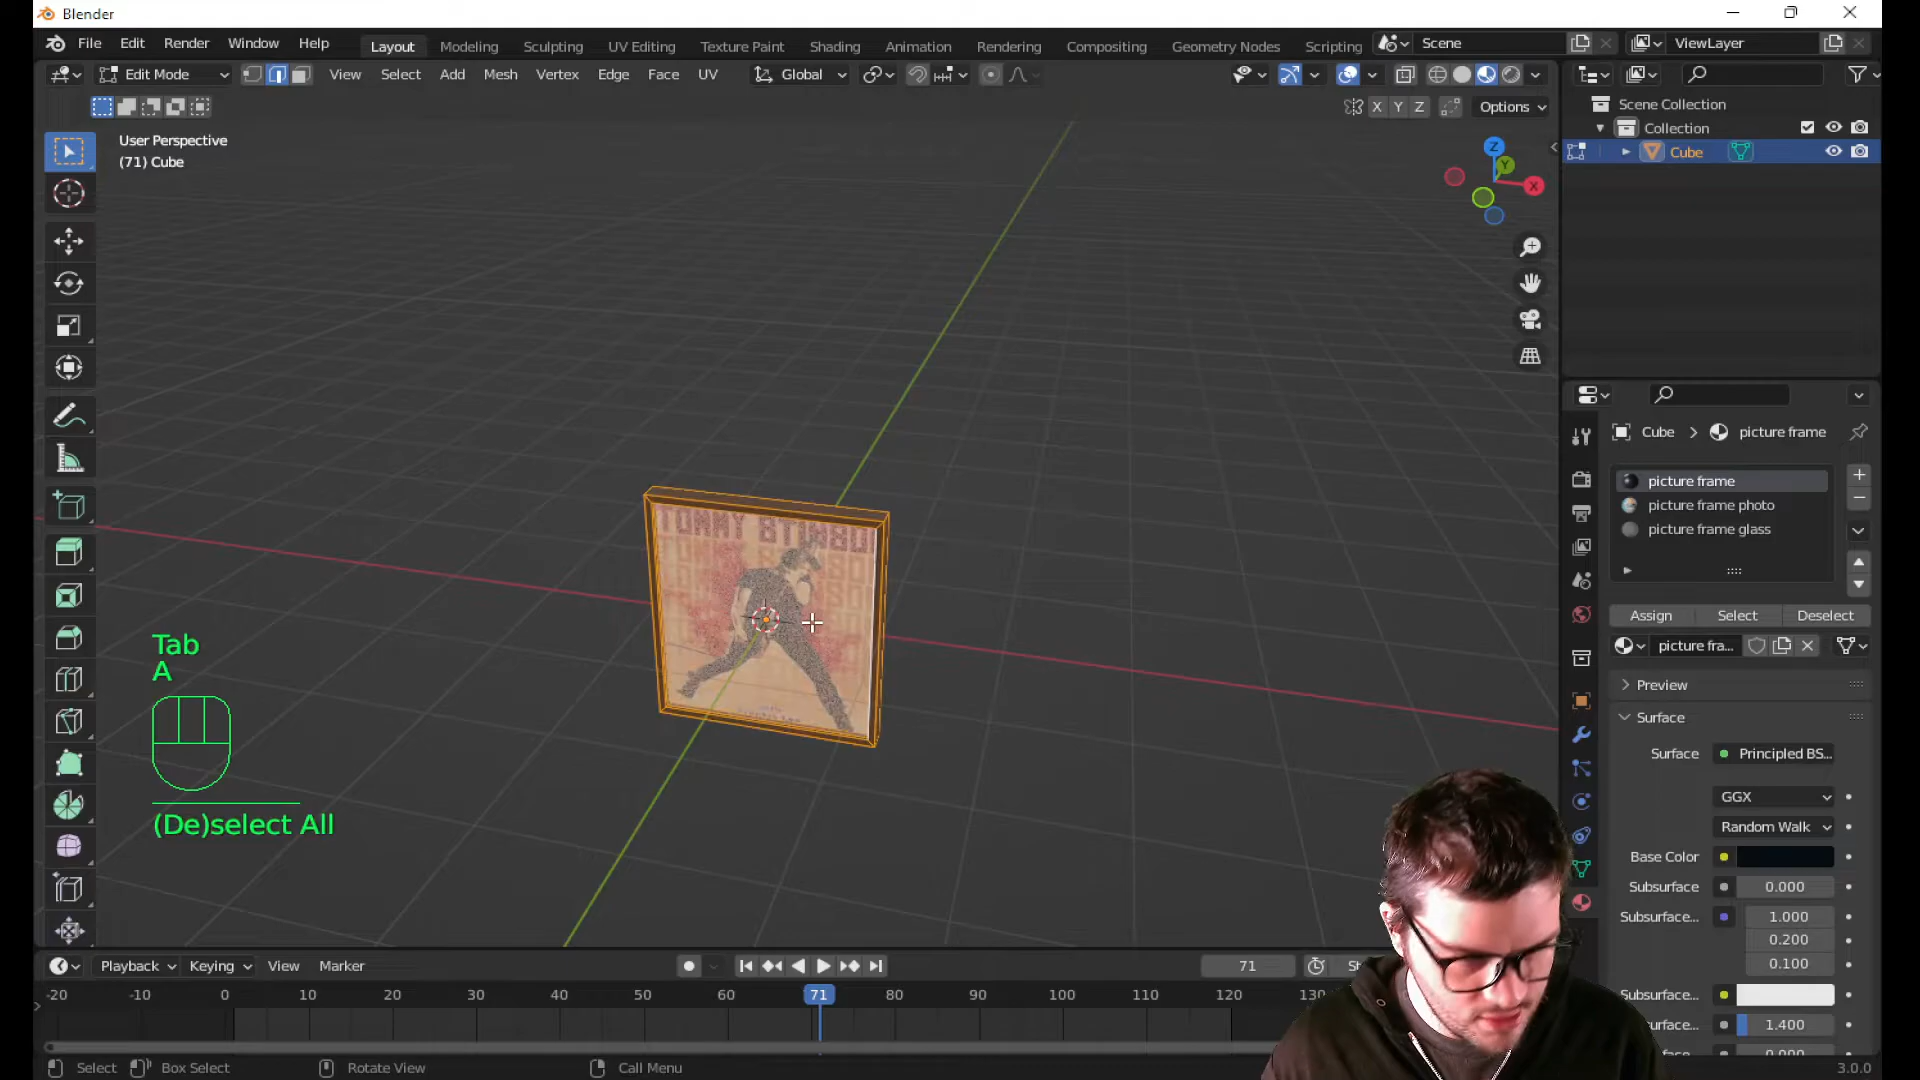 Blender
File Edit Render Window Help Layout Modeling Sculpting UV Editing Texture Paint Shading Animation Rendering Compositing Geometry Nodes Scripting Scene ViewLayer
Edit Mode View Select Add Mesh Vertex Edge Face UV Global
X Y Z Options
Scene Collection
Collection
Cube
User Perspective
(71) Cube
Z
Y
X
TOMMY
Cube > picture frame
picture frame
picture frame photo
picture frame glass
Assign Select Deselect
picture fra...
Preview
Surface
Surface Principled BS...
GGX
Random Walk
Base Color
Subsurface 0.000
Subsurface... 1.000
0.200
0.100
Subsurface...
urface... 1.400
Tab
A
(De)select All
Playback Keying View Marker 71
-20 -10 0 10 20 30 40 50 60 71 80 90 100 110 120
Select Box Select Rotate View Call Menu 3.0.0